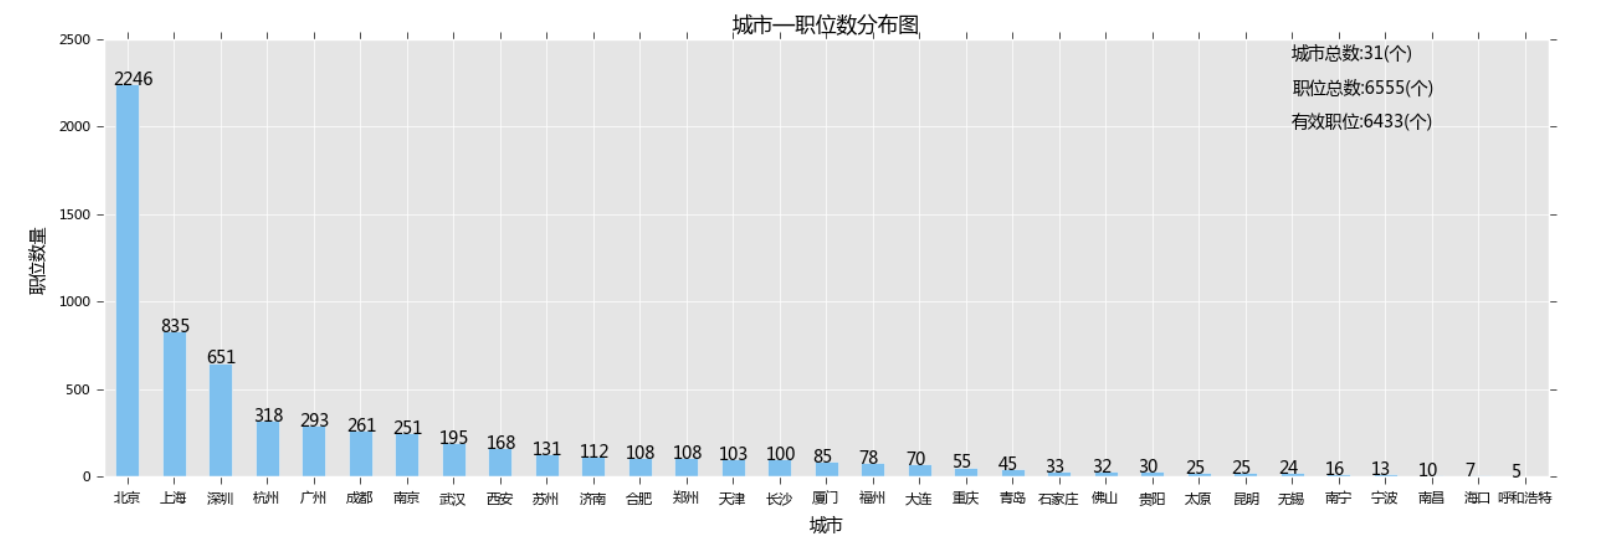 城市—职位数分布图
城市总数:31(个)
职位总数:6555(个)
有效职位:6433(个)
职位数量
2500
2000
1500
1000
500
0
2246 835 651 318 293 261 251 195 168 131 112 108 108 103 100 85 78 70 55 45 33 32 30 25 25 24 16 13 10 7 5
北京 上海 深圳 杭州 广州 成都 南京 武汉 西安 苏州 济南 合肥 郑州 天津 长沙 厦门 福州 大连 重庆 青岛 石家庄 佛山 贵阳 太原 昆明 无锡 南宁 宁波 南昌 海口 呼和浩特
城市